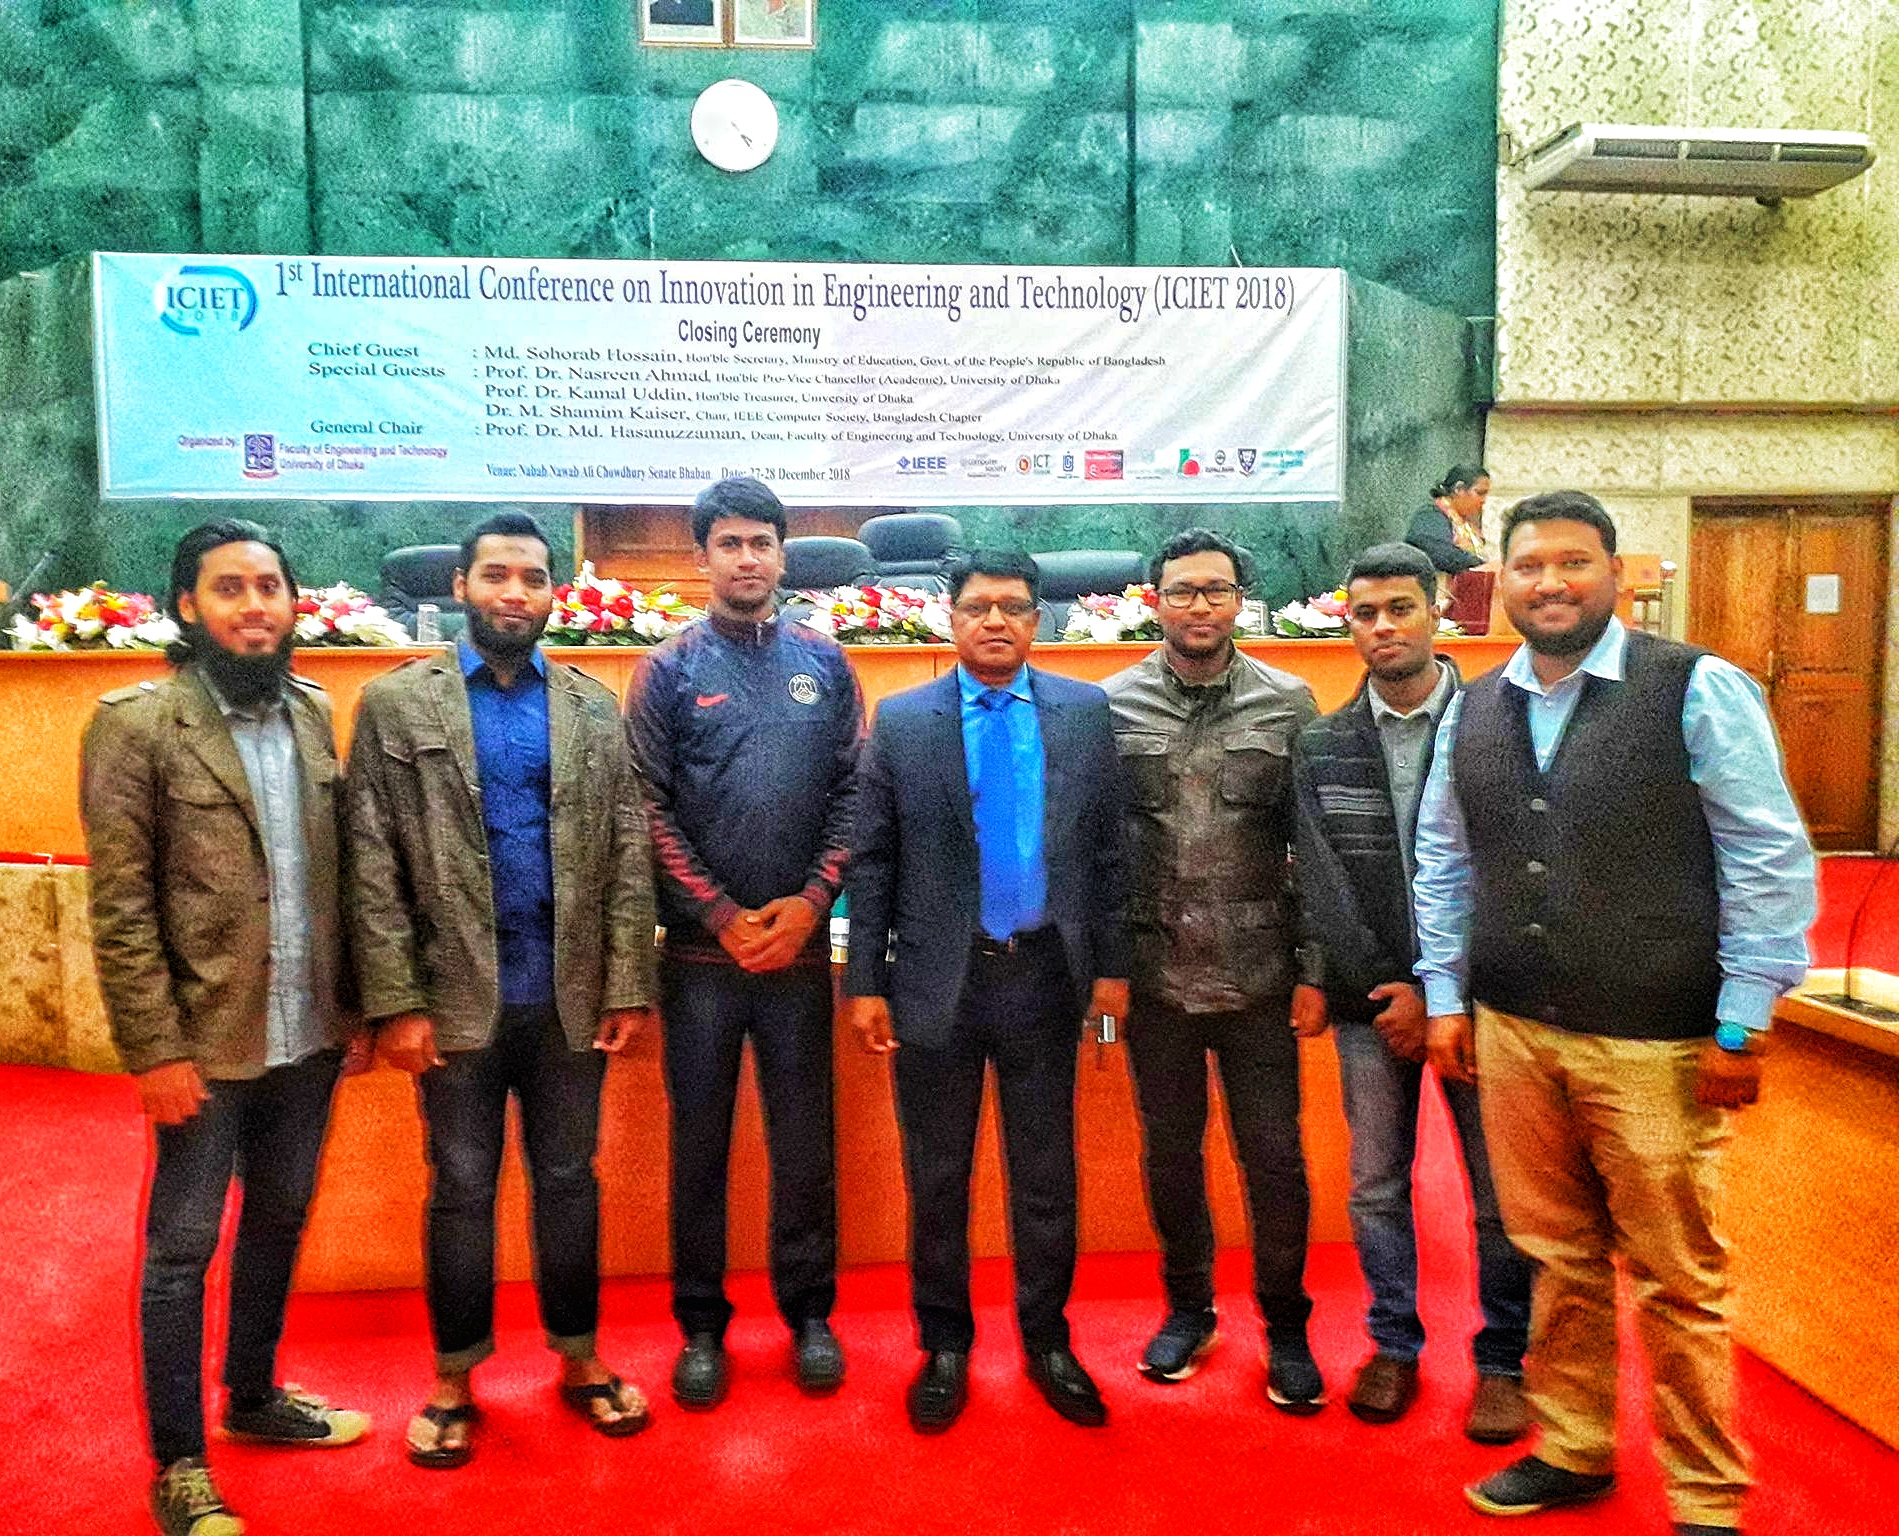 ICIET
2018
1st International Conference on Innovation in Engineering and Technology (ICIET 2018)
Closing Ceremony
Chief Guest : Md. Sohorab Hossain, Hon'ble Secretary, Ministry of Education, Govt. of the People's Republic of Bangladesh
Special Guests : Prof. Dr. Nasreen Ahmad, Hon'ble Pro-Vice Chancellor (Academic), University of Dhaka
Prof. Dr. Kamal Uddin, Hon'ble Treasurer, University of Dhaka
Dr. M. Shamim Kaiser, Chair, IEEE Computer Society, Bangladesh Chapter
General Chair : Prof. Dr. Md. Hasanuzzaman, Dean, Faculty of Engineering and Technology, University of Dhaka
Organized by: Faculty of Engineering and Technology
University of Dhaka
Venue: Nabab Nawab Ali Chowdhury Senate Bhaban Date: 27-28 December 2018
IEEE
computer society
ICT